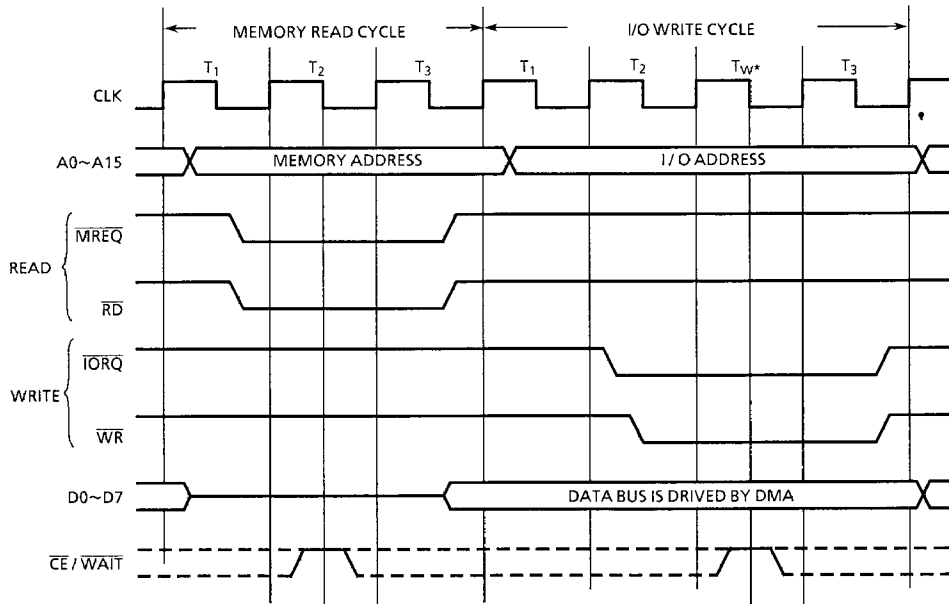 MEMORY READ CYCLE I/O WRITE CYCLE
T1 T2 T3 T1 T2 TW* T3
CLK
A0~A15 MEMORY ADDRESS I/O ADDRESS
MREQ
READ
RD
IORQ
WRITE
WR
D0~D7 DATA BUS IS DRIVED BY DMA
CE / WAIT